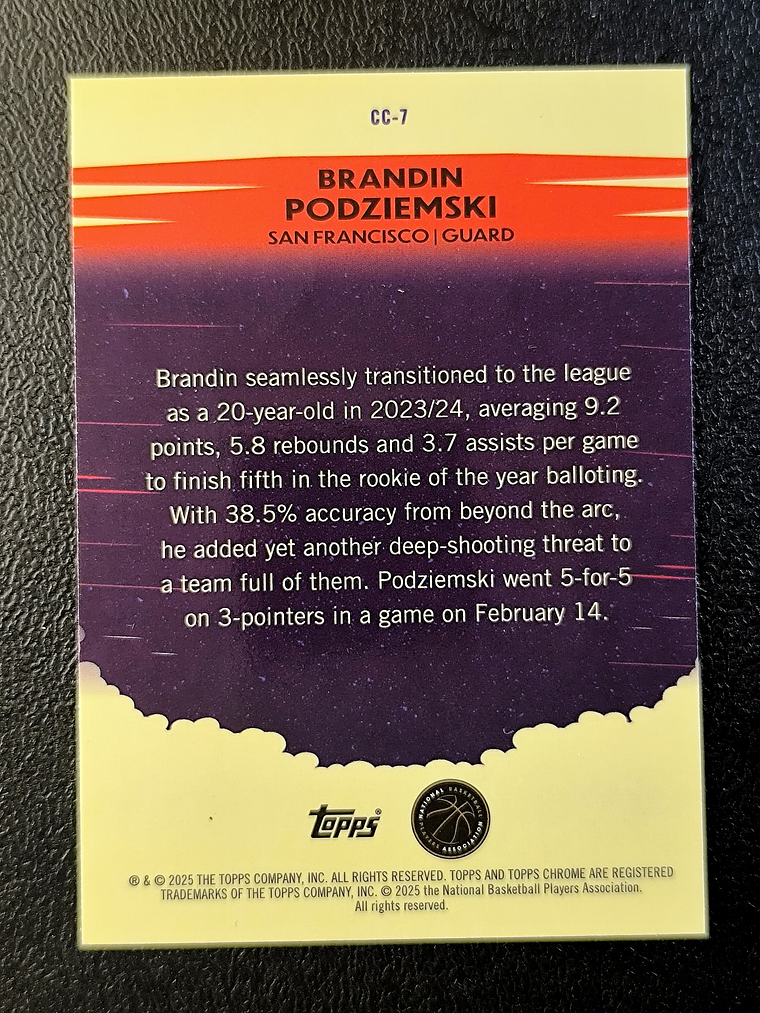 CC-7
BRANDIN
PODZIEMSKI
SAN FRANCISCO | GUARD
Brandin seamlessly transitioned to the league
as a 20-year-old in 2023/24, averaging 9.2
points, 5.8 rebounds and 3.7 assists per game
to finish fifth in the rookie of the year balloting.
With 38.5% accuracy from beyond the arc,
he added yet another deep-shooting threat to
a team full of them. Podziemski went 5-for-5
on 3-pointers in a game on February 14.
topps®
NATIONAL BASKETBALL PLAYERS ASSOCIATION
® & © 2025 THE TOPPS COMPANY, INC. ALL RIGHTS RESERVED. TOPPS AND TOPPS CHROME ARE REGISTERED
TRADEMARKS OF THE TOPPS COMPANY, INC. © 2025 the National Basketball Players Association.
All rights reserved.